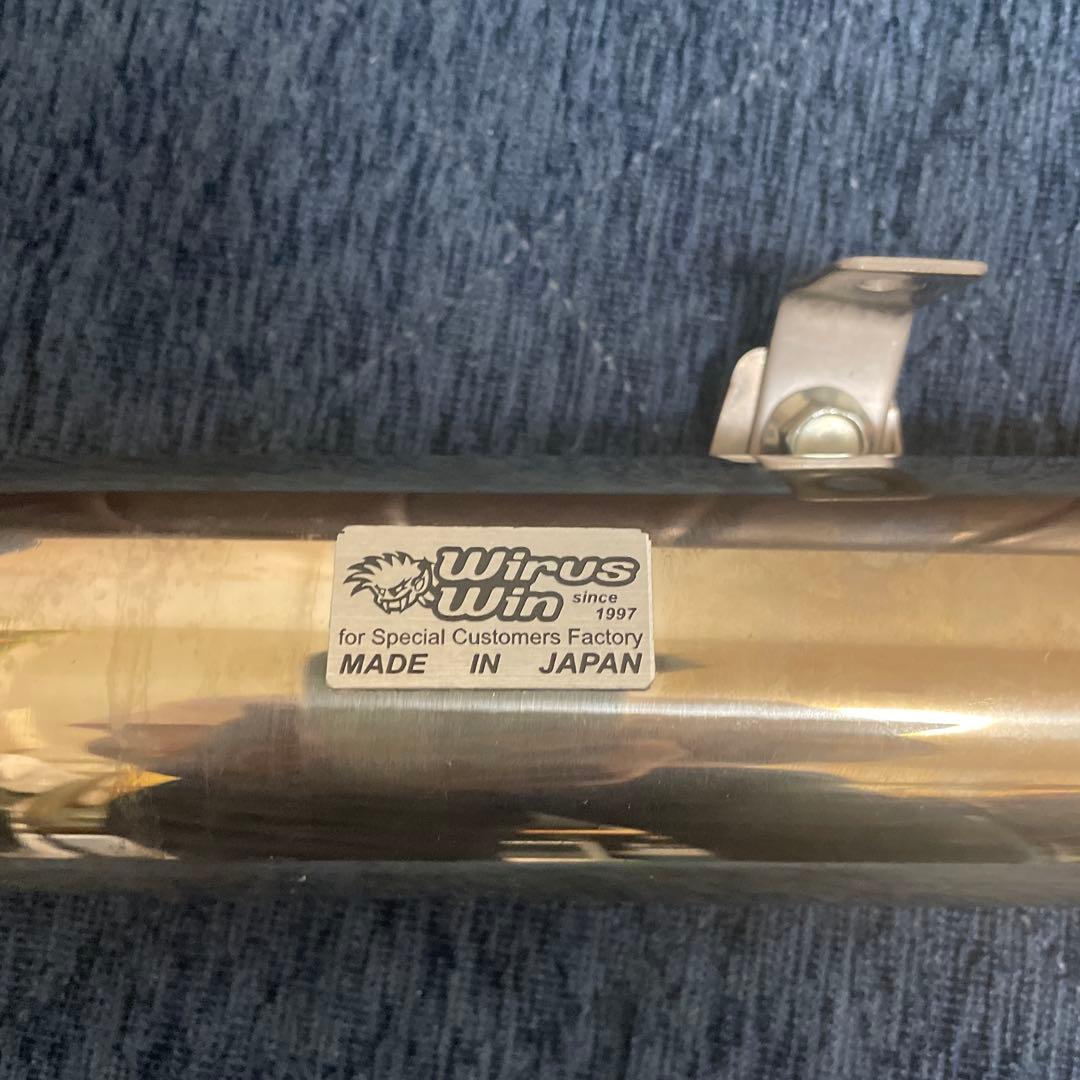 Wirus
Win since
1997
for Special Customers Factory
MADE IN JAPAN